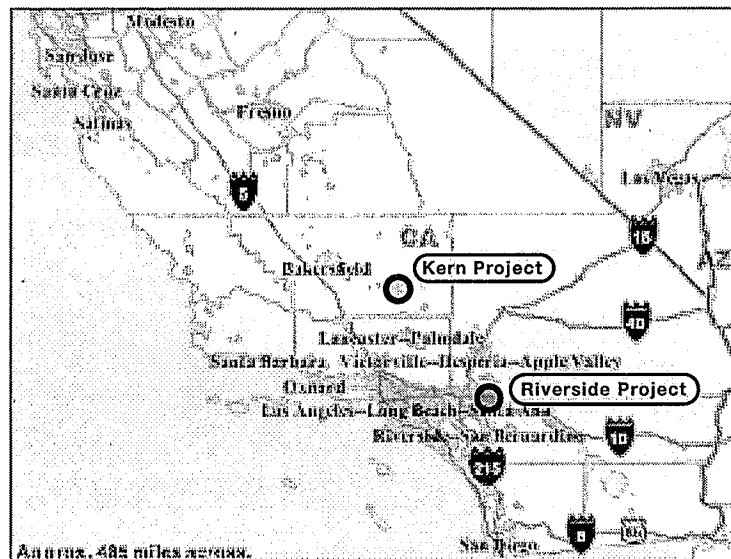 Modesto
San Jose
Santa Cruz
Salinas
Fresno
NV
Las Vegas
5
15
CA
AZ
Bakersfield
Kern Project
40
Lancaster–Palmdale
Santa Barbara
Victorville–Hesperia–Apple Valley
Oxnard
Riverside Project
Los Angeles–Long Beach–Santa Ana
Riverside–San Bernardino
10
215
8
San Diego
Approx. 485 miles across.